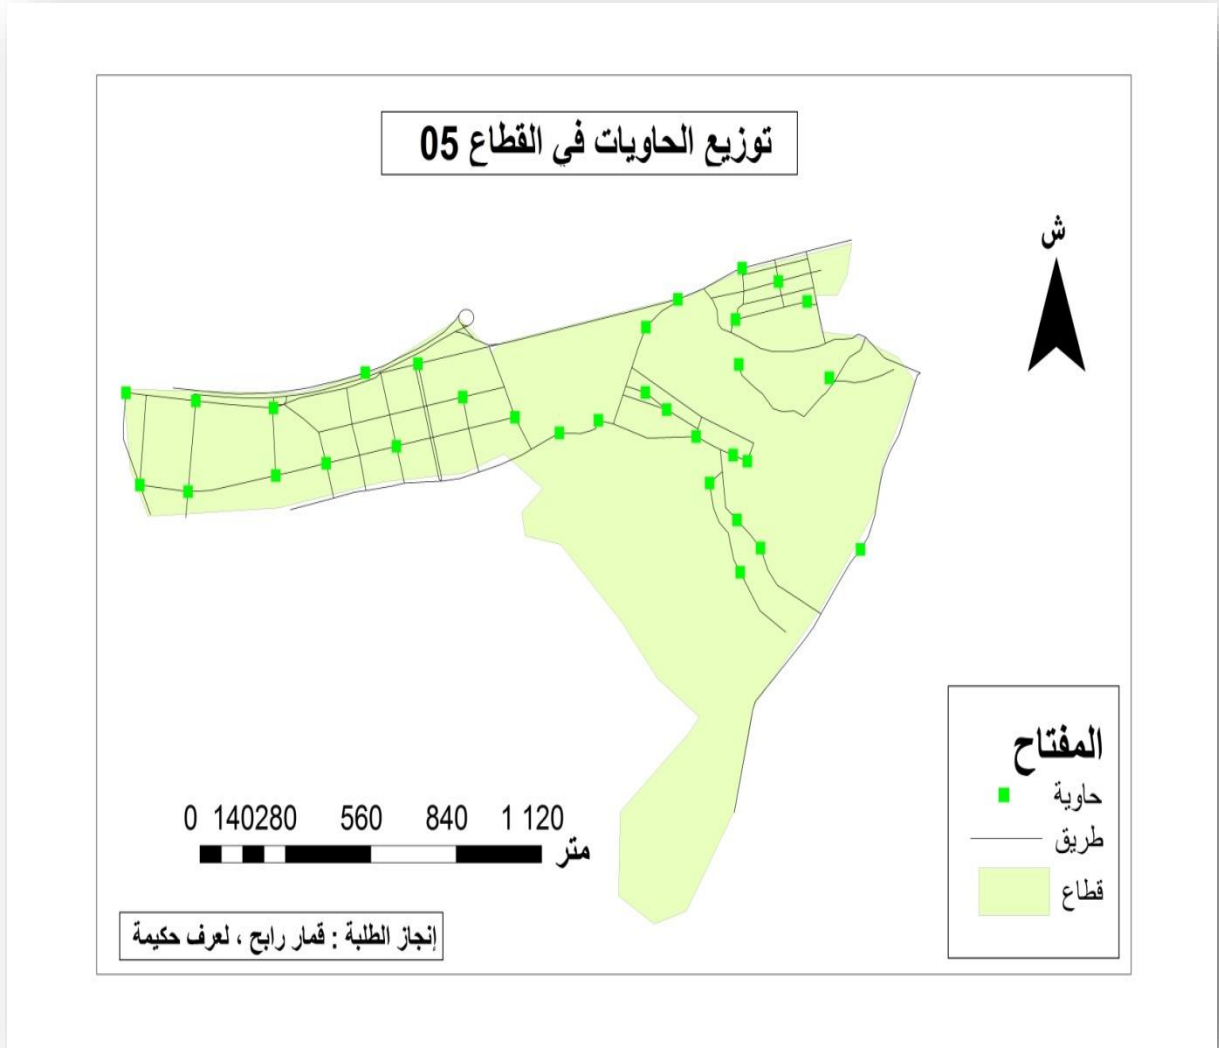 توزيع الحاويات في القطاع 05
ش
المفتاح
حاوية
طريق
قطاع
0 140280 560 840 1 120
متر
إنجاز الطلبة : قمار رابح ، لعرف حكيمة